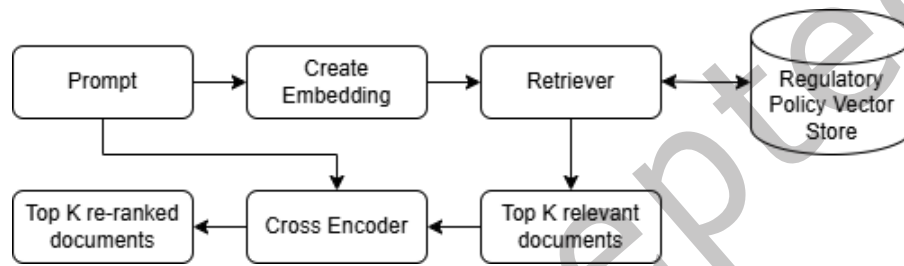 Prompt
Create
Embedding
Retriever
Regulatory
Policy Vector
Store
Top K re-ranked
documents
Cross Encoder
Top K relevant
documents